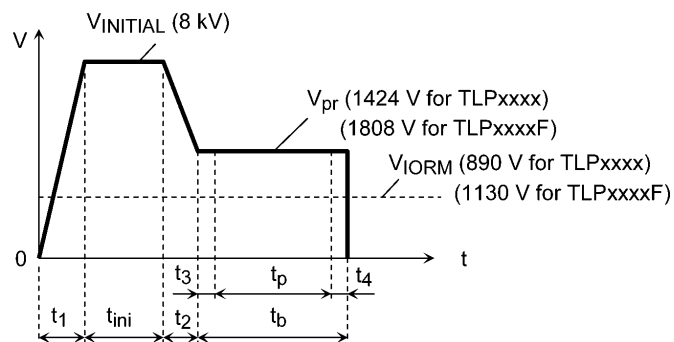 V
VINITIAL (8 kV)
Vpr (1424 V for TLPxxxx)
(1808 V for TLPxxxxF)
VIORM (890 V for TLPxxxx)
(1130 V for TLPxxxxF)
0
t
t3
tp
t4
t1
tini
t2
tb